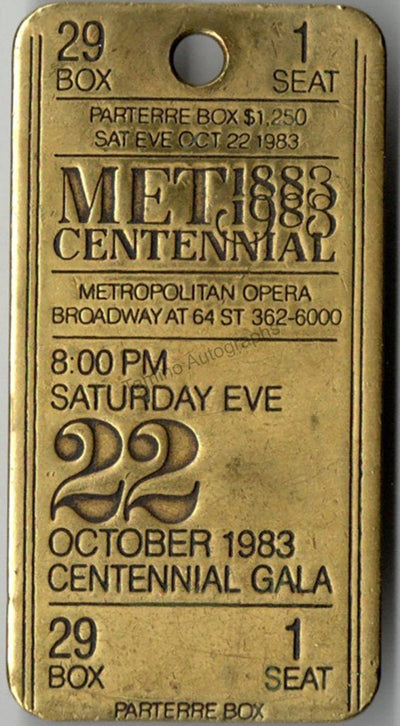 29 1
BOX SEAT
PARTERRE BOX $1,250
SAT EVE OCT 22 1983
MET 1883
1983
CENTENNIAL
METROPOLITAN OPERA
BROADWAY AT 64 ST 362-6000
8:00 PM
Tamino Autographs
SATURDAY EVE
22
OCTOBER 1983
CENTENNIAL GALA
29 1
BOX SEAT
PARTERRE BOX